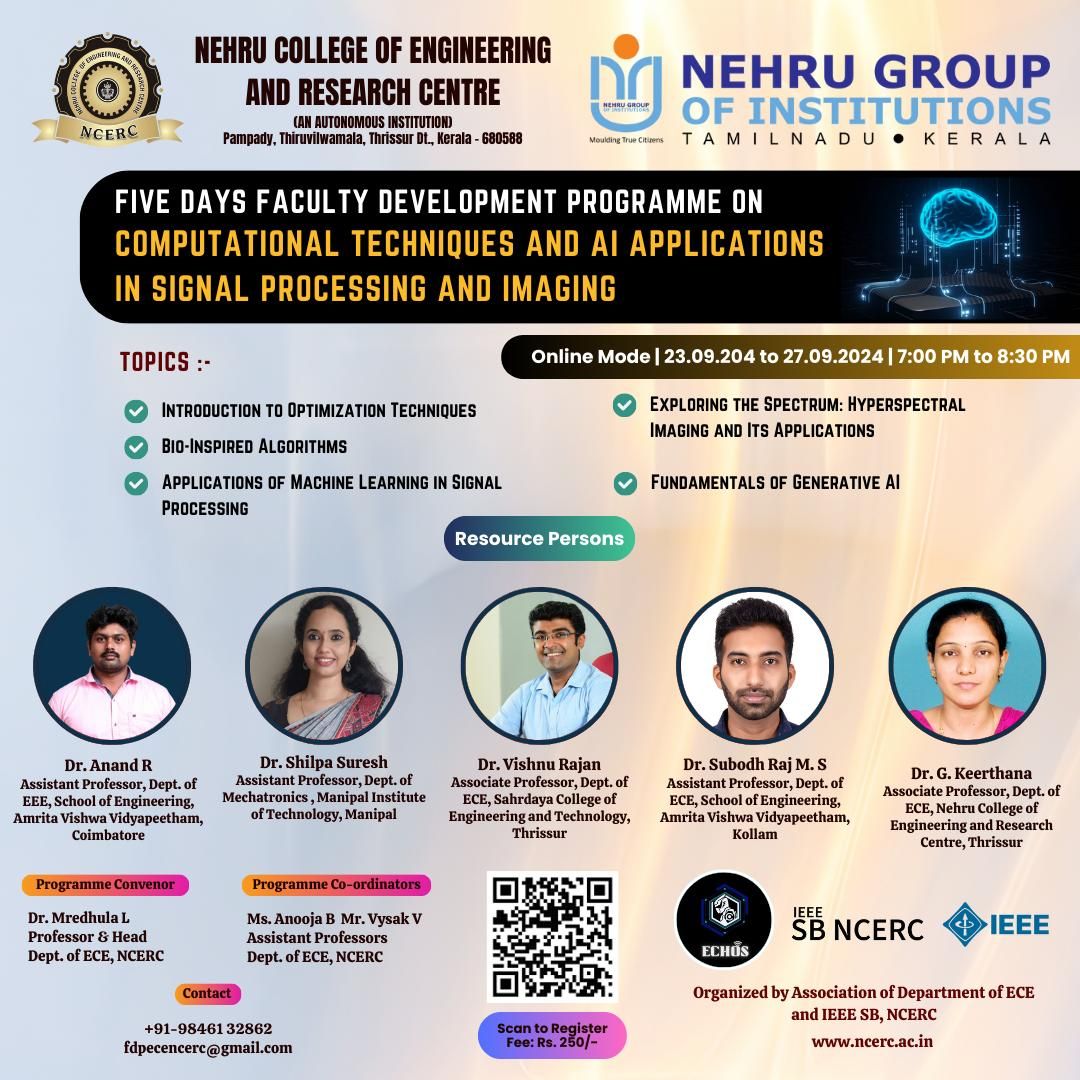 NEHRU COLLEGE OF ENGINEERING AND RESEARCH CENTRE
NCERC
NEHRU COLLEGE OF ENGINEERING
AND RESEARCH CENTRE
(AN AUTONOMOUS INSTITUTION)
Pampady, Thiruvilwamala, Thrissur Dt., Kerala - 680588
NEHRU GROUP
OF INSTITUTIONS
Moulding True Citizens
NEHRU GROUP
OF INSTITUTIONS
TAMILNADU ● KERALA
FIVE DAYS FACULTY DEVELOPMENT PROGRAMME ON
COMPUTATIONAL TECHNIQUES AND AI APPLICATIONS
IN SIGNAL PROCESSING AND IMAGING
Online Mode | 23.09.204 to 27.09.2024 | 7:00 PM to 8:30 PM
TOPICS :-
Introduction to Optimization Techniques
Bio-Inspired Algorithms
Applications of Machine Learning in Signal
Processing
Exploring the Spectrum: Hyperspectral
Imaging and Its Applications
Fundamentals of Generative AI
Resource Persons
Dr. Anand R
Assistant Professor, Dept. of
EEE, School of Engineering,
Amrita Vishwa Vidyapeetham,
Coimbatore
Dr. Shilpa Suresh
Assistant Professor, Dept. of
Mechatronics , Manipal Institute
of Technology, Manipal
Dr. Vishnu Rajan
Associate Professor, Dept. of
ECE, Sahrdaya College of
Engineering and Technology,
Thrissur
Dr. Subodh Raj M. S
Assistant Professor, Dept. of
ECE, School of Engineering,
Amrita Vishwa Vidyapeetham,
Kollam
Dr. G. Keerthana
Associate Professor, Dept. of
ECE, Nehru College of
Engineering and Research
Centre, Thrissur
Programme Convenor
Dr. Mredhula L
Professor & Head
Dept. of ECE, NCERC
Programme Co-ordinators
Ms. Anooja B Mr. Vysak V
Assistant Professors
Dept. of ECE, NCERC
Contact
+91-98461 32862
fdpecencerc@gmail.com
Scan to Register
Fee: Rs. 250/-
ECHOS
IEEE
SB NCERC
IEEE
Organized by Association of Department of ECE
and IEEE SB, NCERC
www.ncerc.ac.in